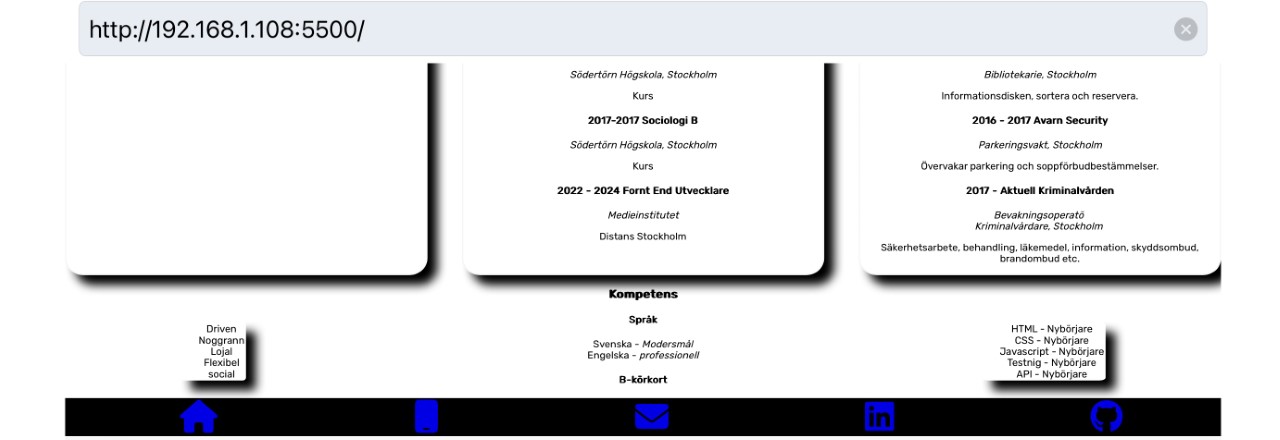 http://192.168.1.108:5500/
Södertörn Högskola, Stockholm
Kurs
2017-2017 Sociologi B
Södertörn Högskola, Stockholm
Kurs
2022 - 2024 Fornt End Utvecklare
Medieinstitutet
Distans Stockholm
Bibliotekarie, Stockholm
Informationsdisken, sortera och reservera.
2016 - 2017 Avarn Security
Parkeringsvakt, Stockholm
Övervakar parkering och soppförbudbestämmelser.
2017 - Aktuell Kriminalvården
Bevakningsoperatö
Kriminalvårdare, Stockholm
Säkerhetsarbete, behandling, läkemedel, information, skyddsombud,
brandombud etc.
Kompetens
Driven
Noggrann
Lojal
Flexibel
social
Språk
Svenska - Modersmål
Engelska - professionell
B-körkort
HTML - Nybörjare
CSS - Nybörjare
Javascript - Nybörjare
Testnig - Nybörjare
API - Nybörjare
in